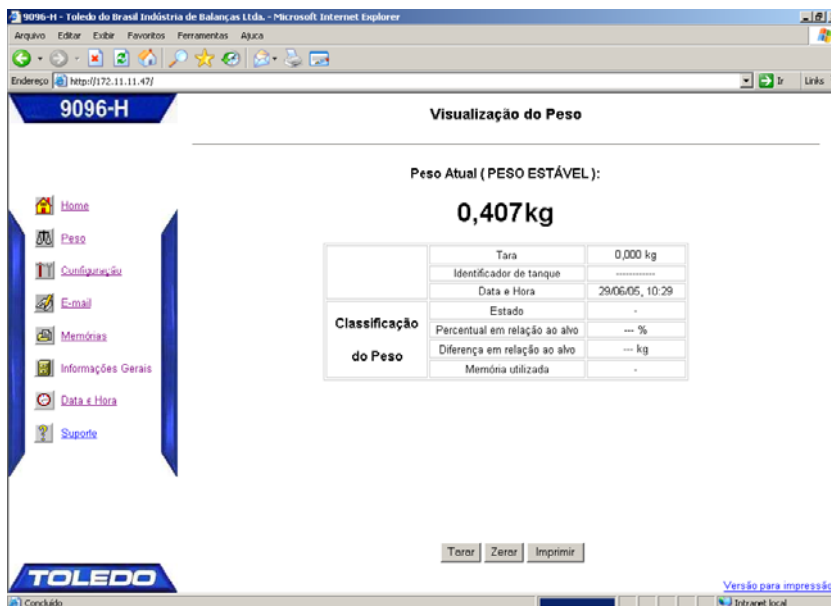 9096-H - Toledo do Brasil Indústria de Balanças Ltda. - Microsoft Internet Explorer
Arquivo Editar Exibir Favoritos Ferramentas Ajuca
Endereço http://172.11.11.47/ Ir Links
9096-H
Home
Peso
Configuração
E-mail
Memórias
Informações Gerais
Data e Hora
Suporte
TOLEDO
Visualização do Peso
Peso Atual ( PESO ESTÁVEL ):
0,407kg
Tara 0,000 kg
Identificador de tanque ------------
Data e Hora 29/06/05, 10:29
Classificação do Peso
Estado -
Percentual em relação ao alvo --- %
Diferença em relação ao alvo --- kg
Memória utilizada -
Tarar Zerar Imprimir
Versão para impressão
Concluído Intranet local